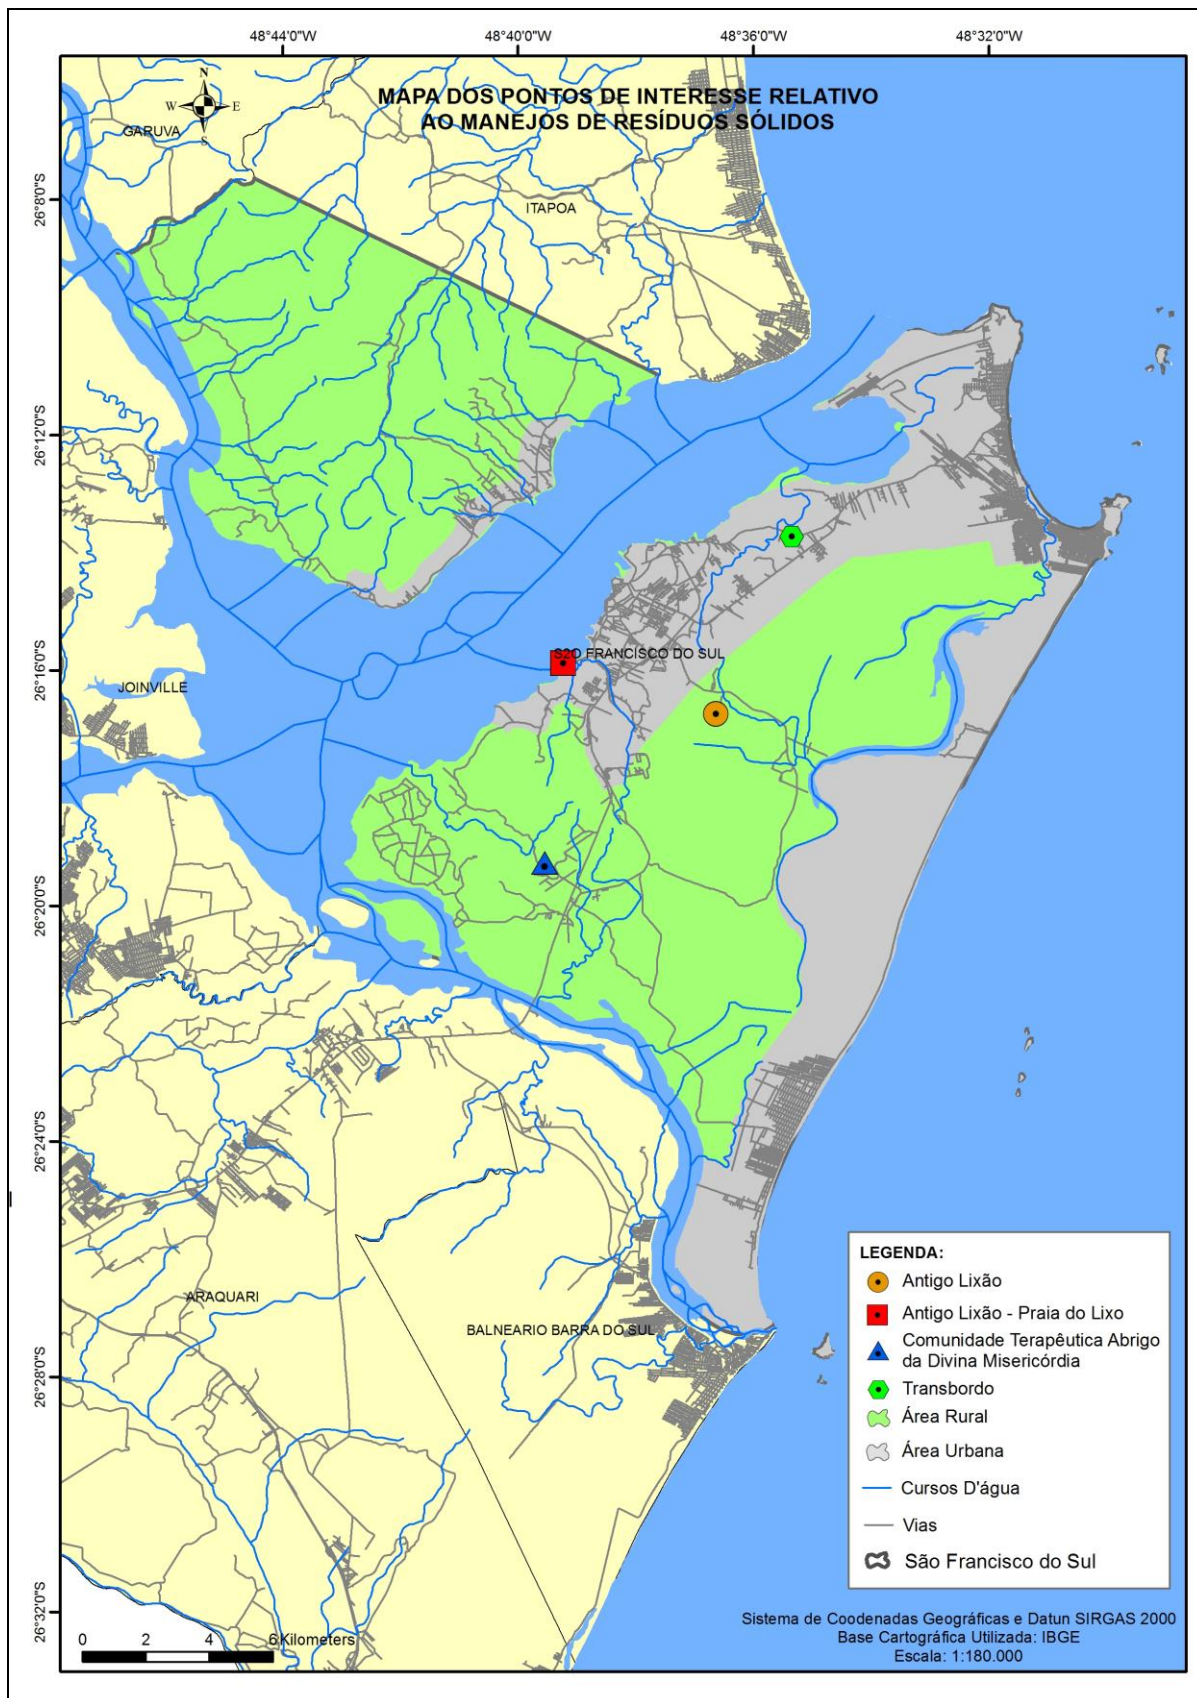 48°44'0"W
48°40'0"W
48°36'0"W
48°32'0"W
N
W
E
S
MAPA DOS PONTOS DE INTERESSE RELATIVO
AO MANEJOS DE RESÍDUOS SÓLIDOS
GARUVA
ITAPOA
26°8'0"S
26°12'0"S
26°16'0"S
S2O FRANCISCO DO SUL
JOINVILLE
26°20'0"S
26°24'0"S
ARAQUARI
BALNEARIO BARRA DO SUL
26°28'0"S
26°32'0"S
LEGENDA:
Antigo Lixão
Antigo Lixão - Praia do Lixo
Comunidade Terapêutica Abrigo
da Divina Misericórdia
Transbordo
Área Rural
Área Urbana
Cursos D'água
Vias
São Francisco do Sul
0 2 4 6 Kilometers
Sistema de Coodenadas Geográficas e Datun SIRGAS 2000
Base Cartográfica Utilizada: IBGE
Escala: 1:180.000